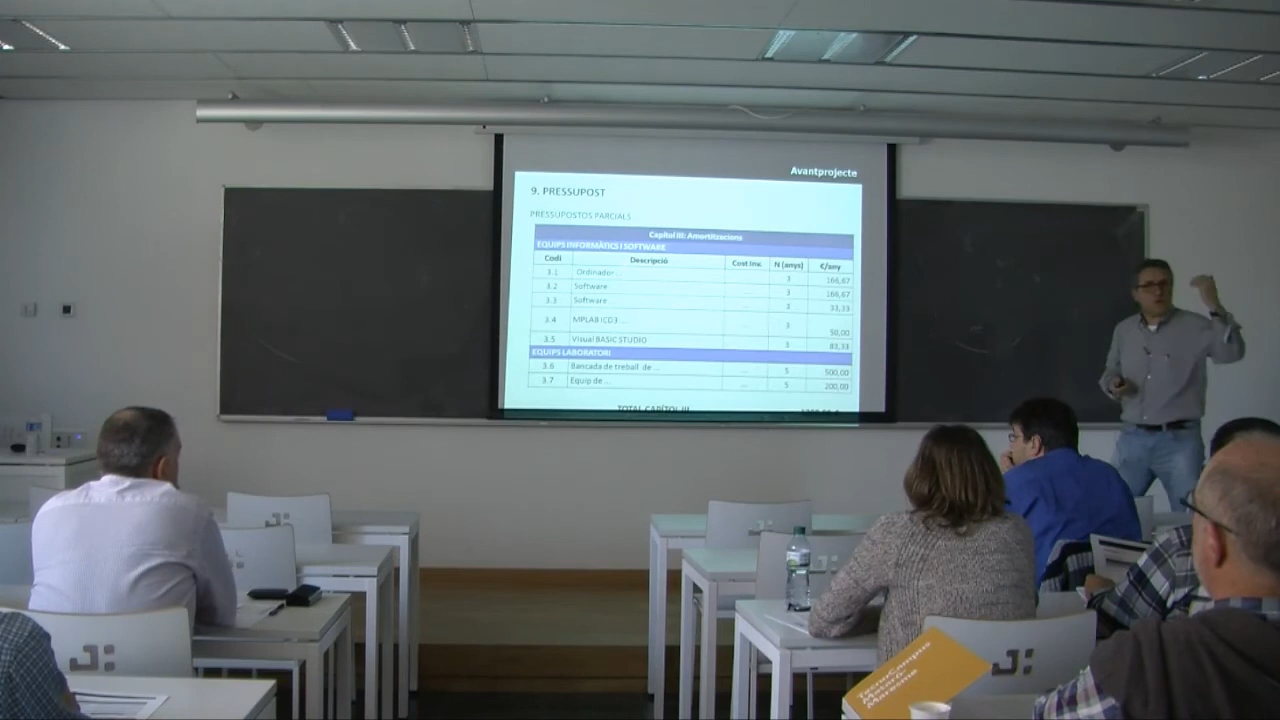 Avantprojecte
9. PRESSUPOST
PRESSUPOSTOS PARCIALS
Capítol III: Amortitzacions
EQUIPS INFORMÀTICS I SOFTWARE
Codi Descripció Cost Inv. N (anys) €/any
3.1 Ordinador ... ... 3 166,67
3.2 Software ... 3 166,67
3.3 Software ... 3 33,33
3.4 MPLAB ICD3 ... ... 3 50,00
3.5 Visual BASIC STUDIO ... 3 83,33
EQUIPS LABORATORI
3.6 Bancada de treball de ... ... 5 500,00
3.7 Equip de ... ... 5 200,00
TOTAL CAPÍTOL III
TecnoCampus
Mataró-
Maresme